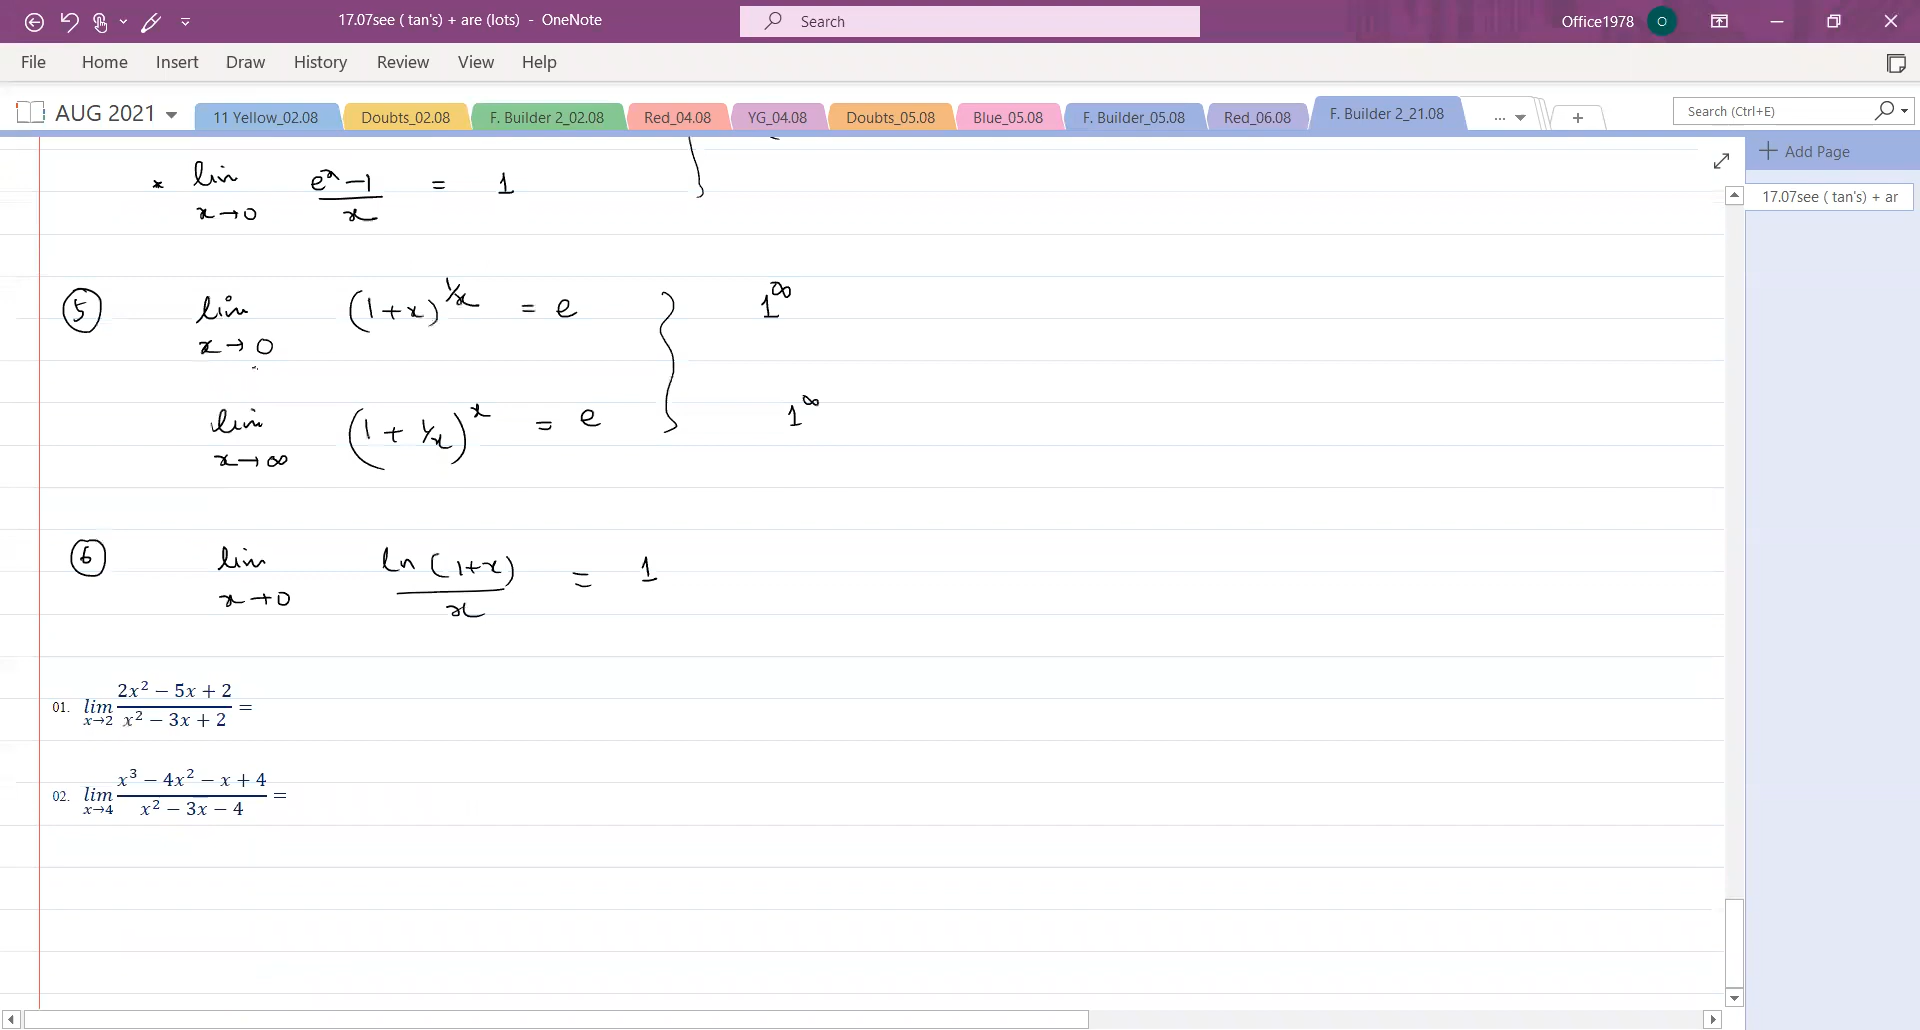 17.07see ( tan's) + are (lots) - OneNote
Search
Office1978
O
File Home Insert Draw History Review View Help
AUG 2021
11 Yellow_02.08 Doubts_02.08 F. Builder 2_02.08 Red_04.08 YG_04.08 Doubts_05.08 Blue_05.08 F. Builder_05.08 Red_06.08 F. Builder 2_21.08 ... +
Search (Ctrl+E)
+ Add Page
17.07see ( tan's) + ar
* lim x→0 (e^x − 1)/x = 1
⑤ lim x→0 (1+x)^(1/x) = e } 1^∞
lim x→∞ (1 + 1/x)^x = e } 1^∞
⑥ lim x→0 ln (1+x)/x = 1
01. lim x→2 (2x² − 5x + 2)/(x² − 3x + 2) =
02. lim x→4 (x³ − 4x² − x + 4)/(x² − 3x − 4) =